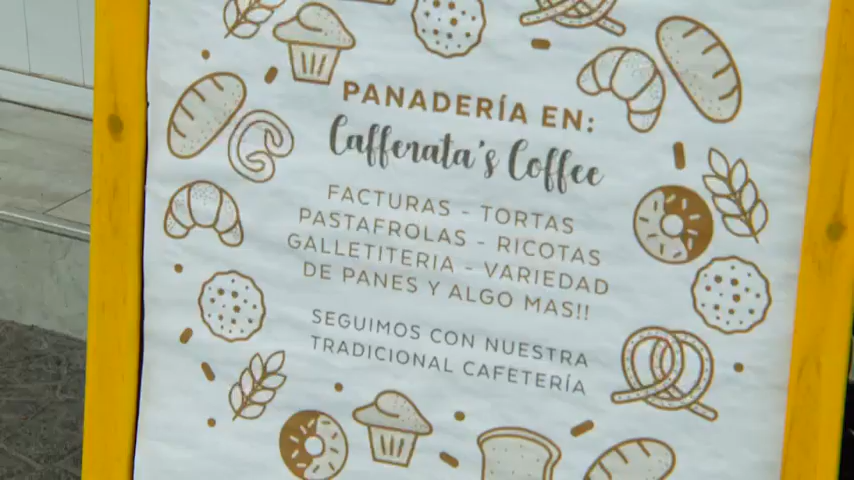 PANADERÍA EN:
Cafferata's Coffee
FACTURAS - TORTAS
PASTAFROLAS - RICOTAS
GALLETITERIA - VARIEDAD
DE PANES Y ALGO MAS!!
SEGUIMOS CON NUESTRA
TRADICIONAL CAFETERÍA